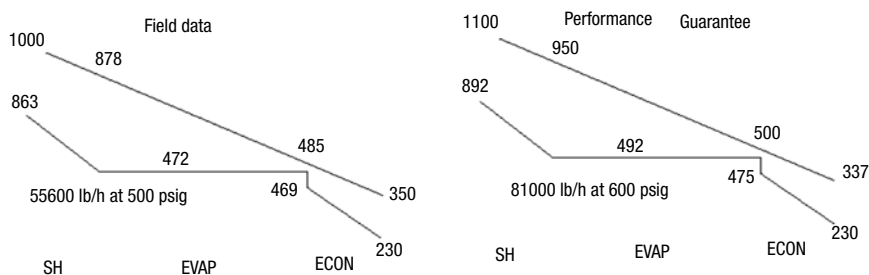 Field data
1000
878
863
485
472
469
350
55600 lb/h at 500 psig
230
SH
EVAP
ECON
Performance Guarantee
1100
950
892
500
492
475
337
81000 lb/h at 600 psig
230
SH
EVAP
ECON